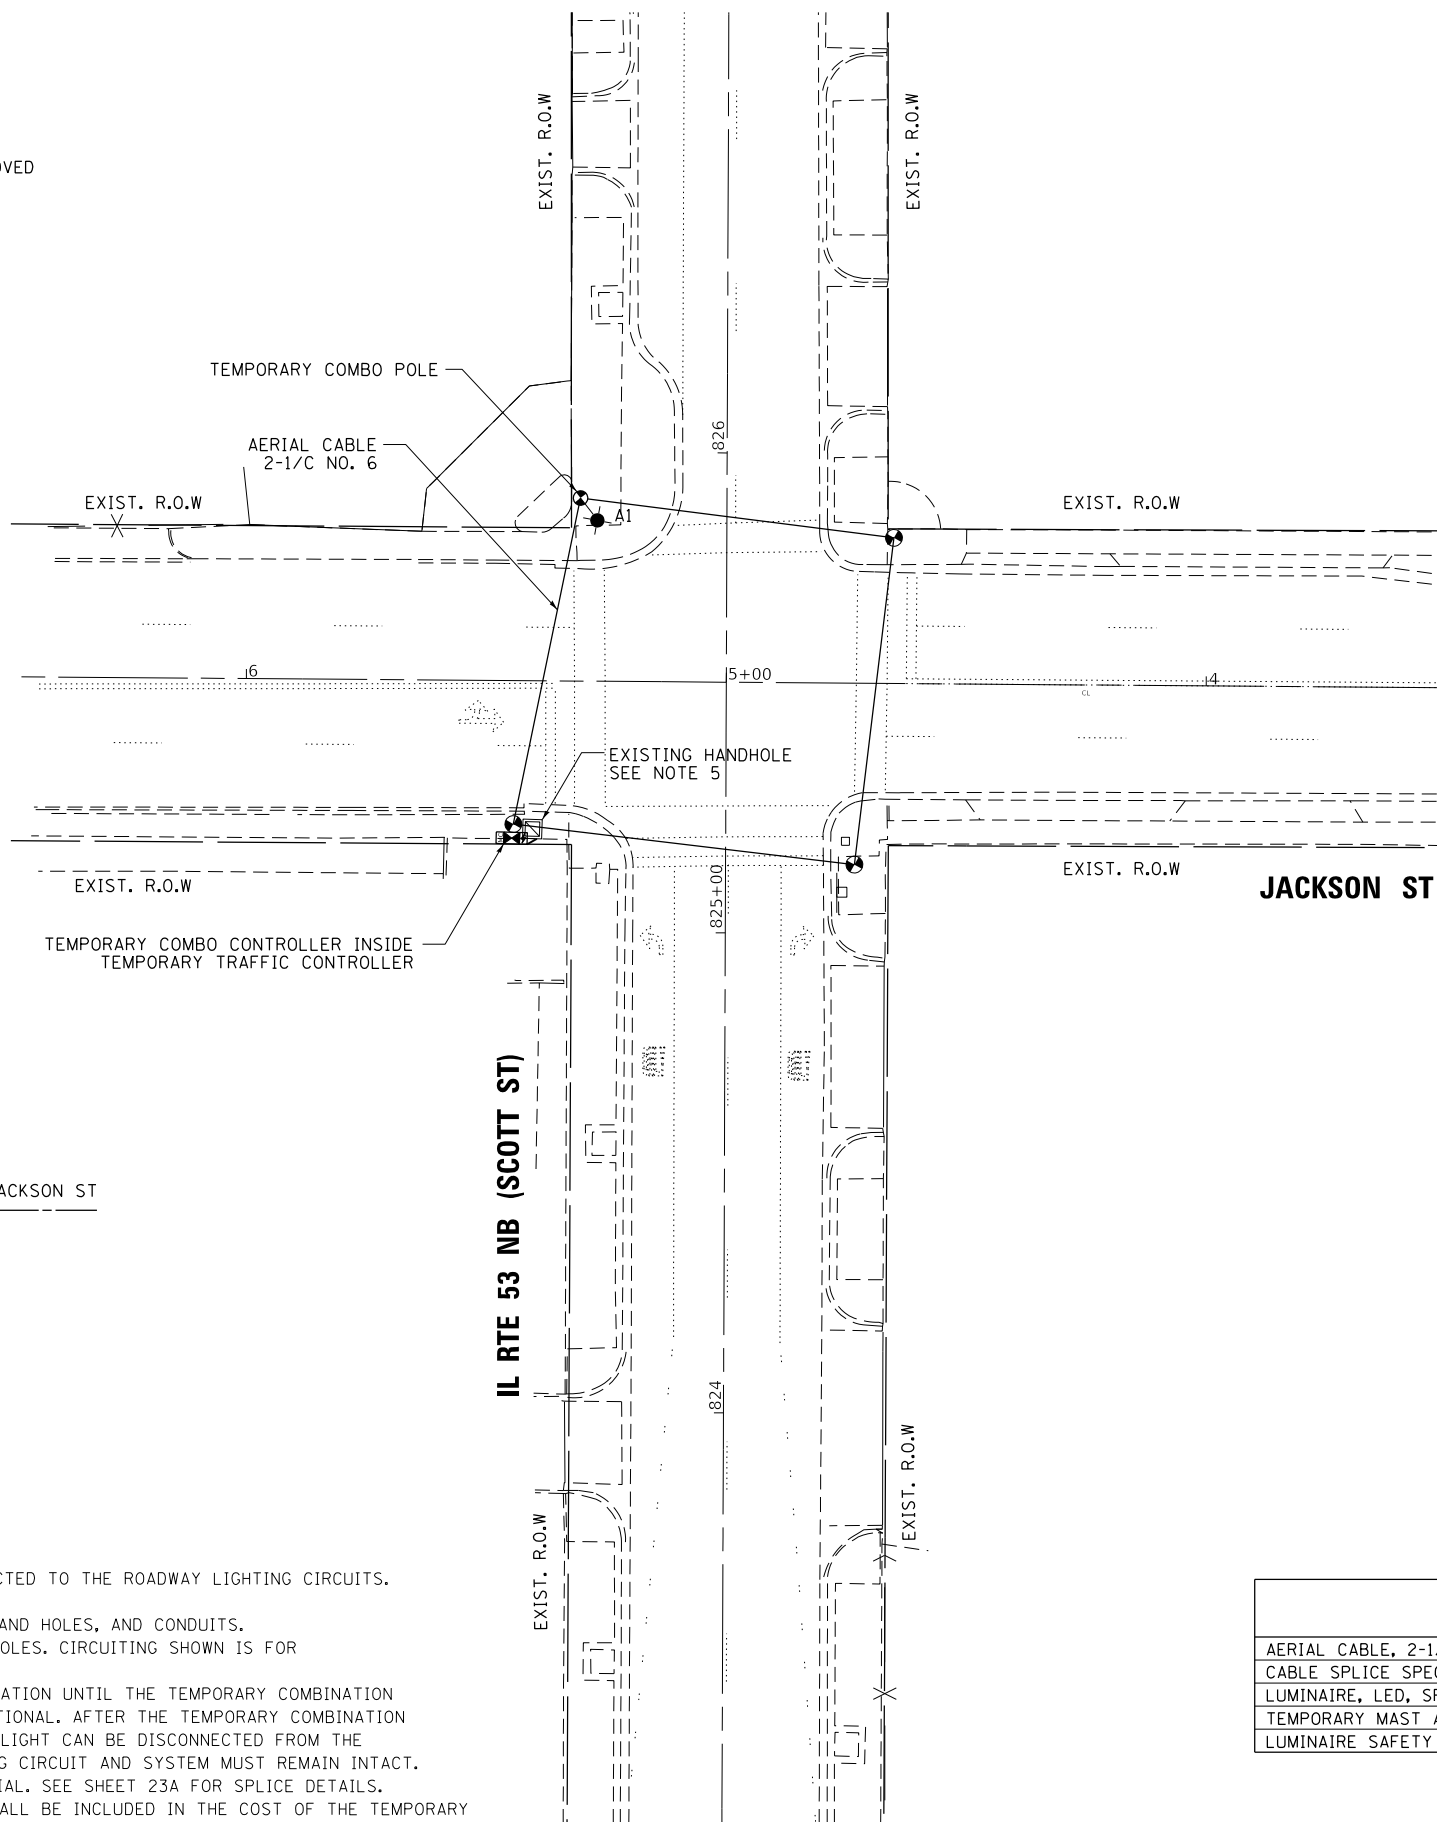 EXIST. R.O.W
EXIST. R.O.W
OVED
TEMPORARY COMBO POLE
826
AERIAL CABLE
2-1/C NO. 6
EXIST. R.O.W
A1
EXIST. R.O.W
6
5+00
4
CL
EXISTING HANDHOLE
SEE NOTE 5
EXIST. R.O.W
EXIST. R.O.W
825+00
JACKSON ST
TEMPORARY COMBO CONTROLLER INSIDE
TEMPORARY TRAFFIC CONTROLLER
IL RTE 53 NB (SCOTT ST)
ACKSON ST
824
EXIST. R.O.W
EXIST. R.O.W
CTED TO THE ROADWAY LIGHTING CIRCUITS.
AND HOLES, AND CONDUITS.
OLES. CIRCUITING SHOWN IS FOR
ATION UNTIL THE TEMPORARY COMBINATION
TIONAL. AFTER THE TEMPORARY COMBINATION
LIGHT CAN BE DISCONNECTED FROM THE
G CIRCUIT AND SYSTEM MUST REMAIN INTACT.
IAL. SEE SHEET 23A FOR SPLICE DETAILS.
ALL BE INCLUDED IN THE COST OF THE TEMPORARY
AERIAL CABLE, 2-1
CABLE SPLICE SPEC
LUMINAIRE, LED, SP
TEMPORARY MAST A
LUMINAIRE SAFETY